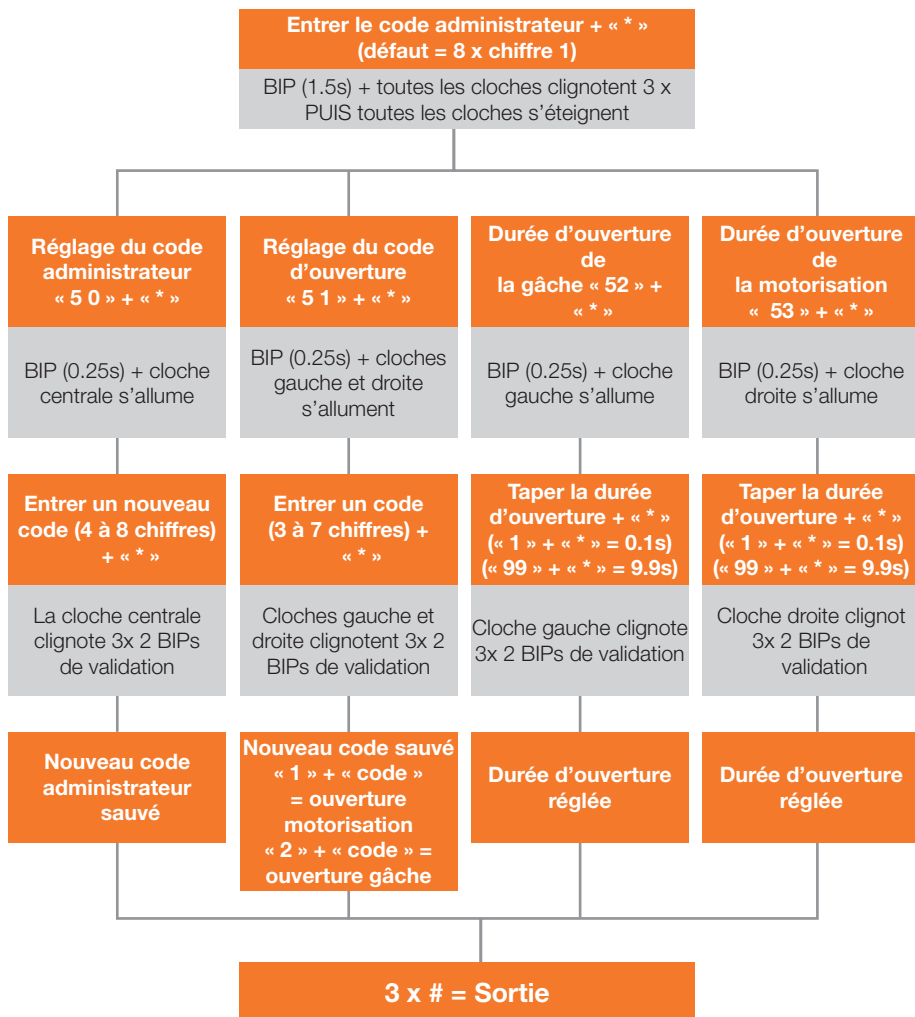 Entrer le code administrateur + « * »
(défaut = 8 x chiffre 1)
BIP (1.5s) + toutes les cloches clignotent 3 x
PUIS toutes les cloches s’éteignent
Réglage du code
administrateur
« 5 0 » + « * »
BIP (0.25s) + cloche
centrale s’allume
Entrer un nouveau
code (4 à 8 chiffres)
+ « * »
La cloche centrale
clignote 3x 2 BIPs
de validation
Nouveau code
administrateur
sauvé
Réglage du code
d’ouverture
« 5 1 » + « * »
BIP (0.25s) + cloches
gauche et droite
s’allument
Entrer un code
(3 à 7 chiffres) +
« * »
Cloches gauche et
droite clignotent 3x 2
BIPs de validation
Nouveau code sauvé
« 1 » + « code »
= ouverture
motorisation
« 2 » + « code » =
ouverture gâche
Durée d’ouverture
de
la gâche « 52 » +
« * »
BIP (0.25s) + cloche
gauche s’allume
Taper la durée
d’ouverture + « * »
(« 1 » + « * » = 0.1s)
(« 99 » + « * » = 9.9s)
Cloche gauche clignote
3x 2 BIPs de validation
Durée d’ouverture
réglée
Durée d’ouverture
de
la motorisation
« 53 » + « * »
BIP (0.25s) + cloche
droite s’allume
Taper la durée
d’ouverture + « * »
(« 1 » + « * » = 0.1s)
(« 99 » + « * » = 9.9s)
Cloche droite clignot
3x 2 BIPs de
validation
Durée d’ouverture
réglée
3 x # = Sortie